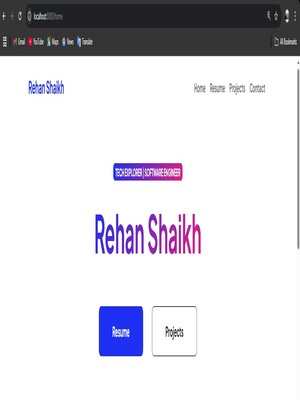 localhost:5000/home
Gmail YouTube Maps News Translate All Bookmarks
Rehan Shaikh Home Resume Projects Contact
TECH EXPLORER | SOFTWARE ENGINEER
Rehan Shaikh
Resume Projects